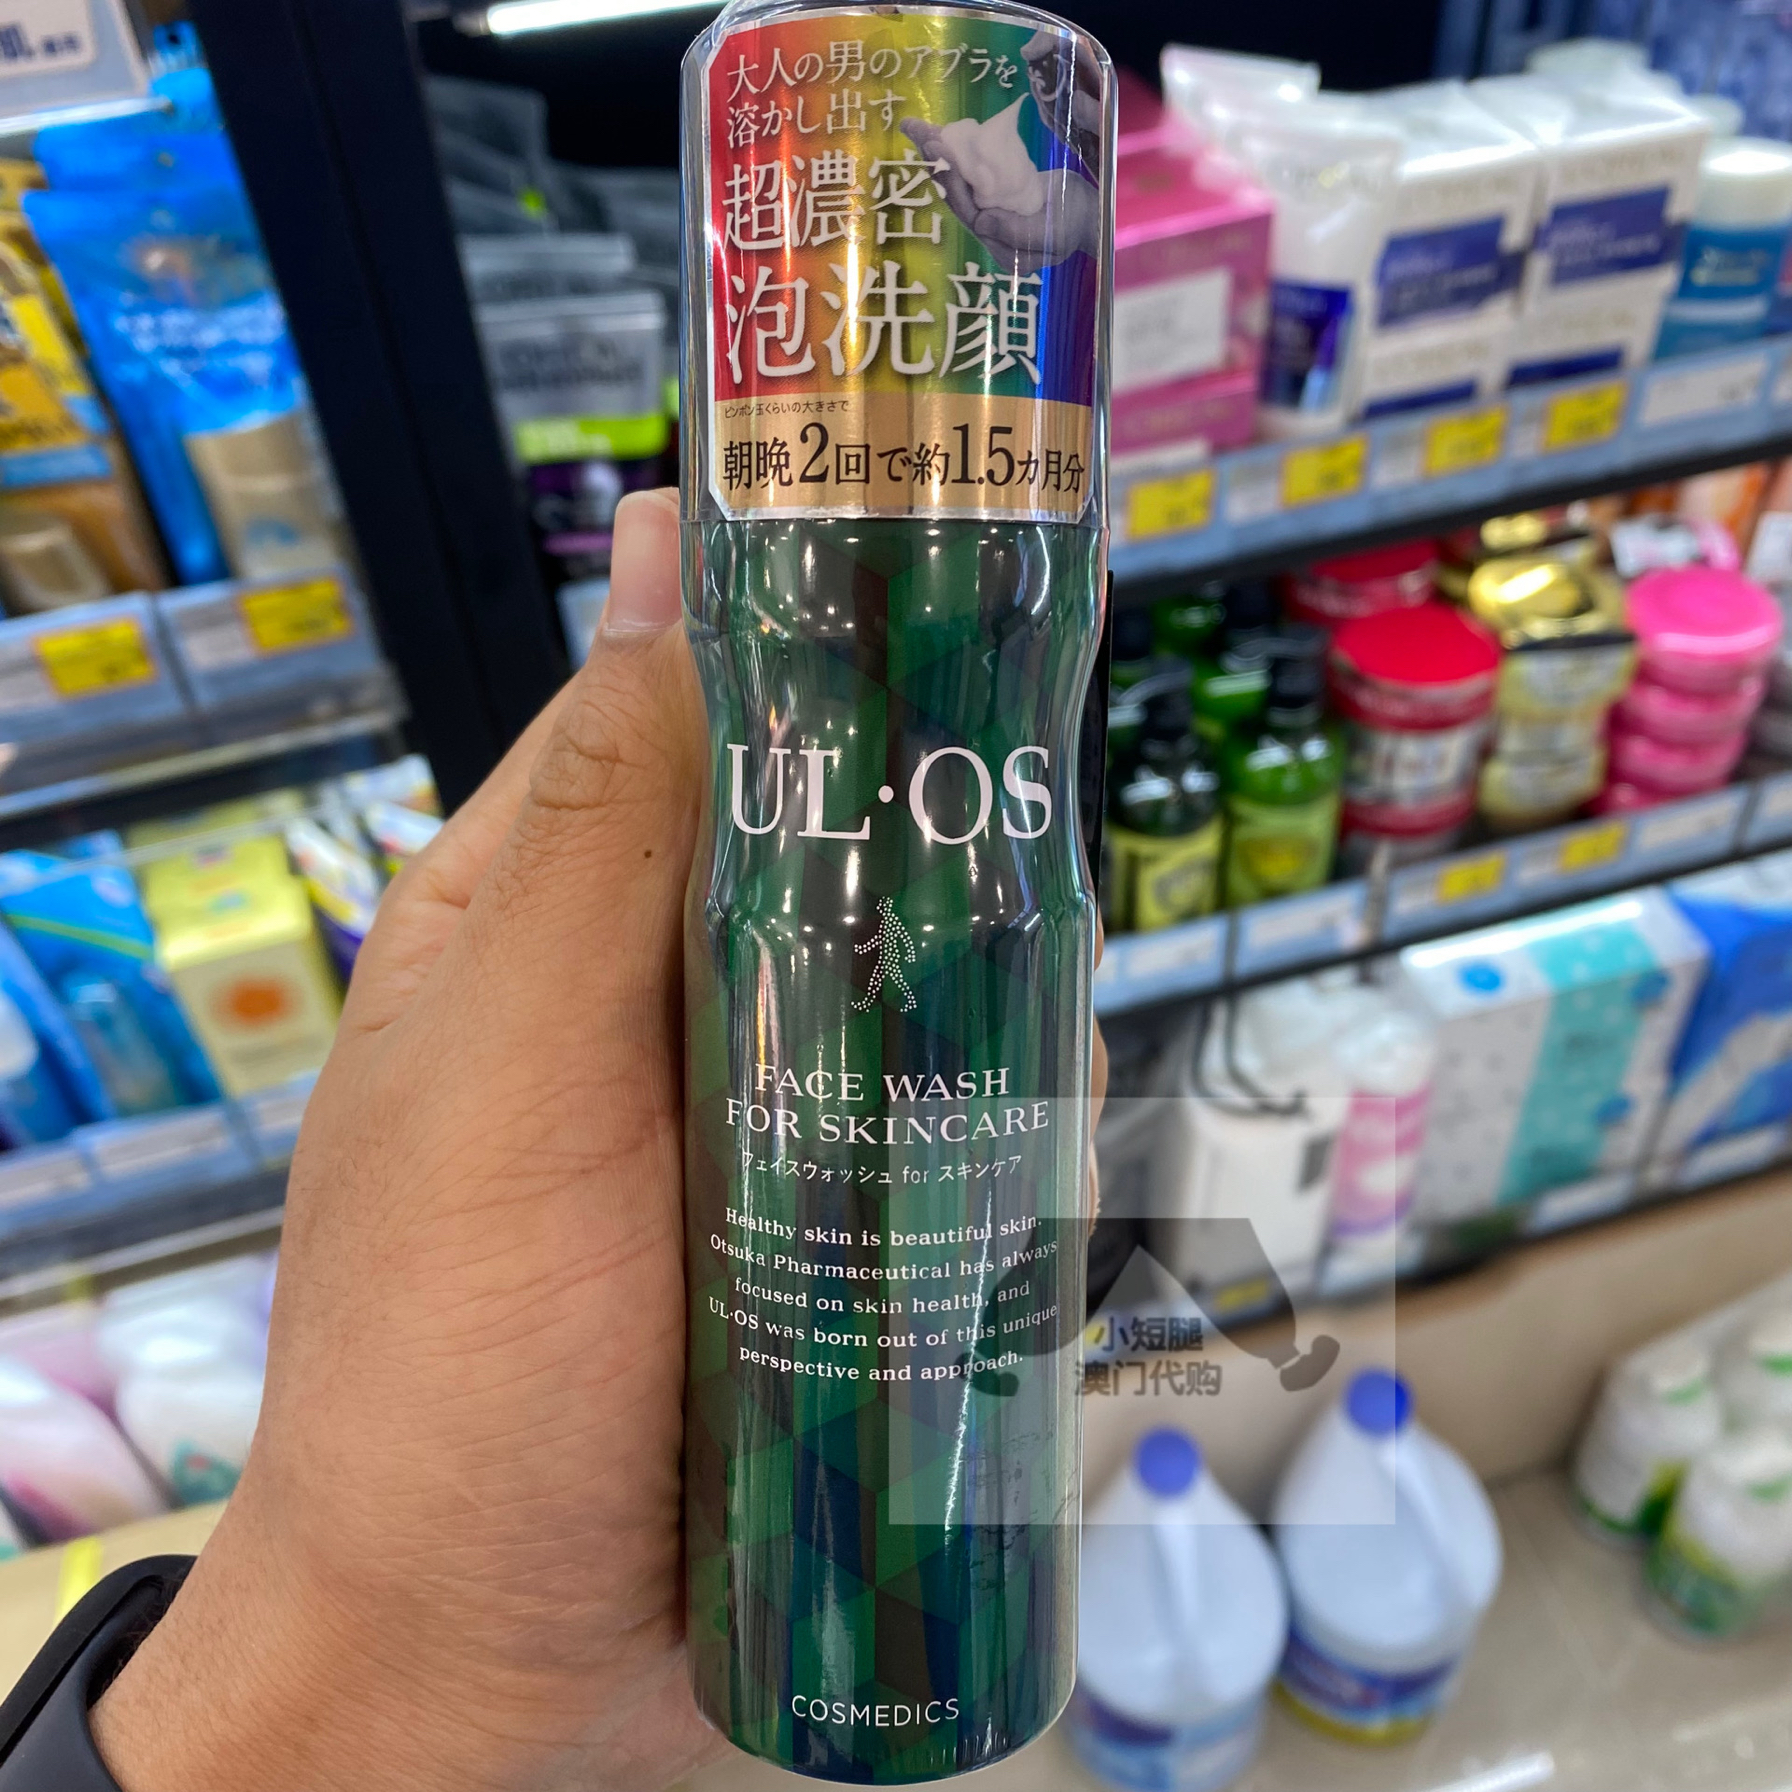 大人の男のアブラを
溶かし出す
超濃密
泡洗顔
ピンポン玉くらいの大きさで
朝晩2回で約1.5カ月分
UL·OS
FACE WASH
FOR SKINCARE
フェイスウォッシュ for スキンケア
Healthy skin is beautiful skin.
Otsuka Pharmaceutical has always
focused on skin health, and
UL·OS was born out of this unique
perspective and approach.
小短腿
澳门代购
COSMEDICS